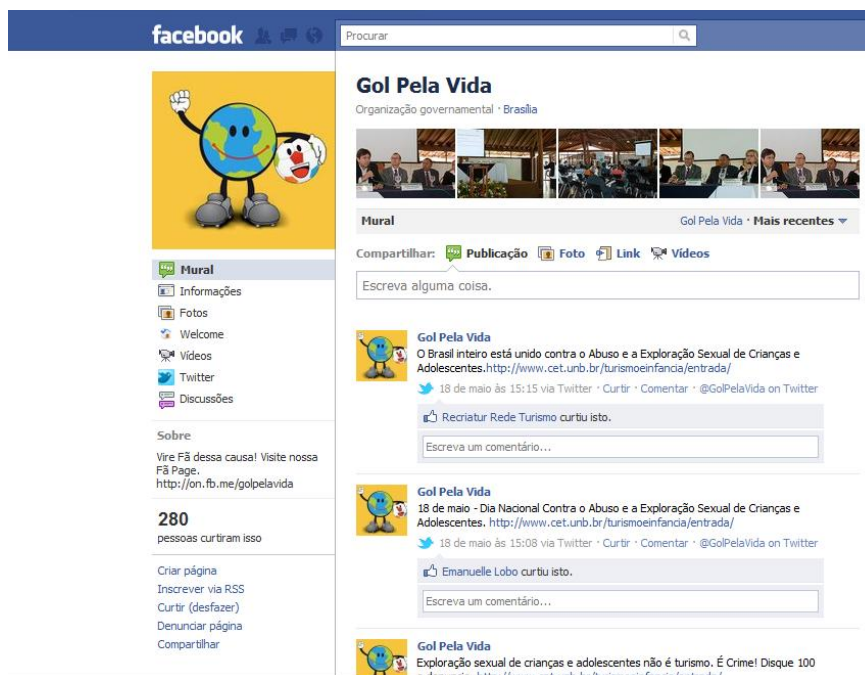 facebook
Procurar
Gol Pela Vida
Organização governamental · Brasília
Mural
Gol Pela Vida · Mais recentes
Compartilhar: Publicação Foto Link Vídeos
Escreva alguma coisa.
Mural
Informações
Fotos
Welcome
Vídeos
Twitter
Discussões
Sobre
Vire Fã dessa causa! Visite nossa
Fã Page.
http://on.fb.me/golpelavida
280
pessoas curtiram isso
Criar página
Inscrever via RSS
Curtir (desfazer)
Denunciar página
Compartilhar
Gol Pela Vida
O Brasil inteiro está unido contra o Abuso e a Exploração Sexual de Crianças e
Adolescentes.http://www.cet.unb.br/turismoeinfancia/entrada/
18 de maio às 15:15 via Twitter · Curtir · Comentar · @GolPelaVida on Twitter
Recriatur Rede Turismo curtiu isto.
Escreva um comentário...
Gol Pela Vida
18 de maio - Dia Nacional Contra o Abuso e a Exploração Sexual de Crianças e
Adolescentes. http://www.cet.unb.br/turismoeinfancia/entrada/
18 de maio às 15:08 via Twitter · Curtir · Comentar · @GolPelaVida on Twitter
Emanuelle Lobo curtiu isto.
Escreva um comentário...
Gol Pela Vida
Exploração sexual de crianças e adolescentes não é turismo. É Crime! Disque 100